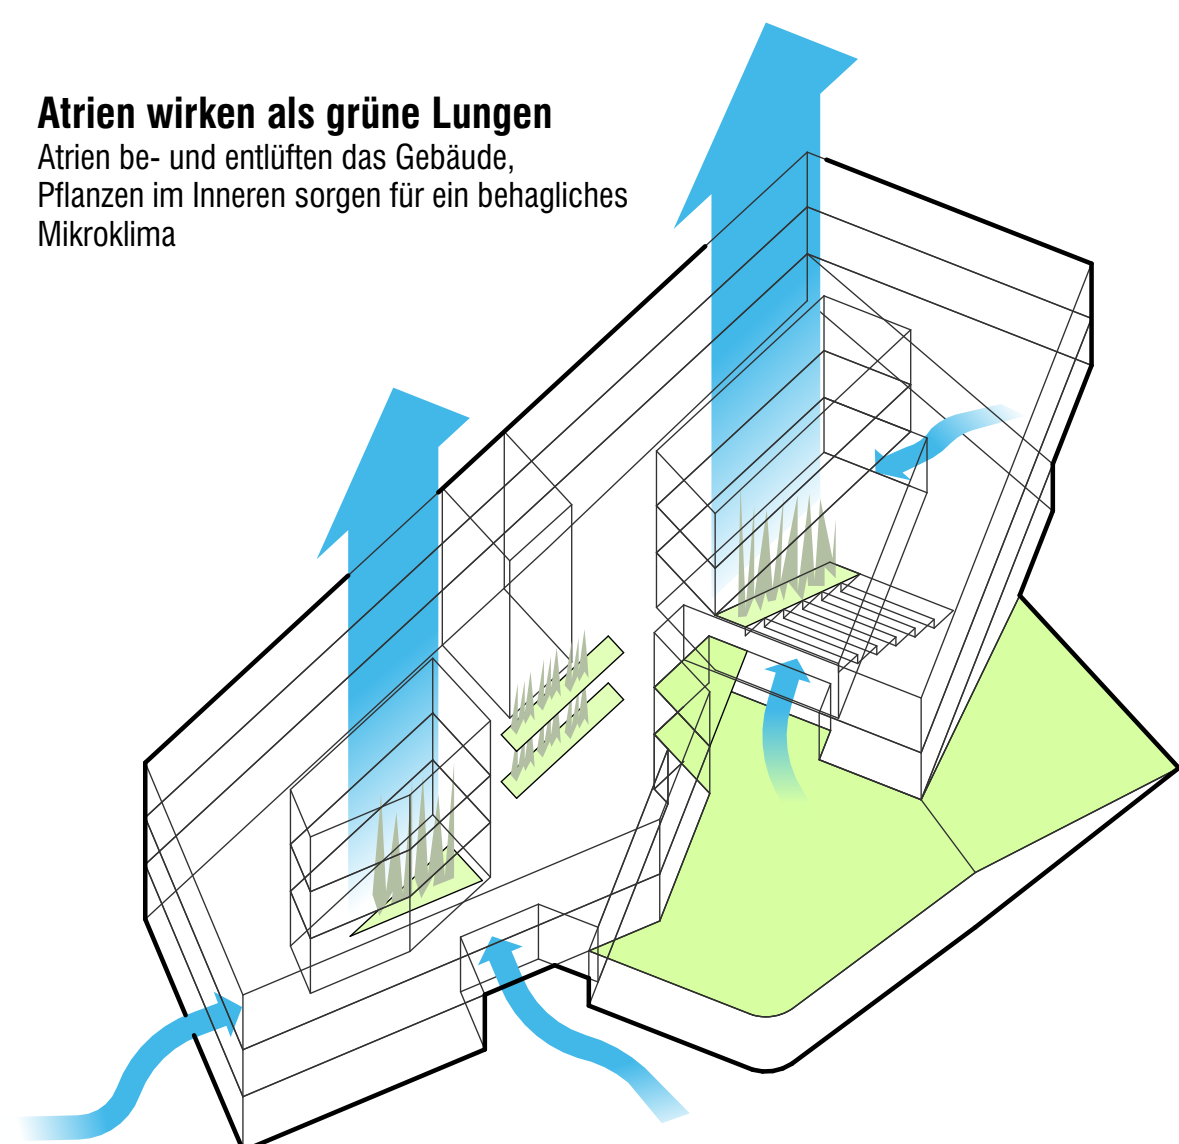 Atrien wirken als grüne Lungen
Atrien be- und entlüften das Gebäude,
Pflanzen im Inneren sorgen für ein behagliches
Mikroklima